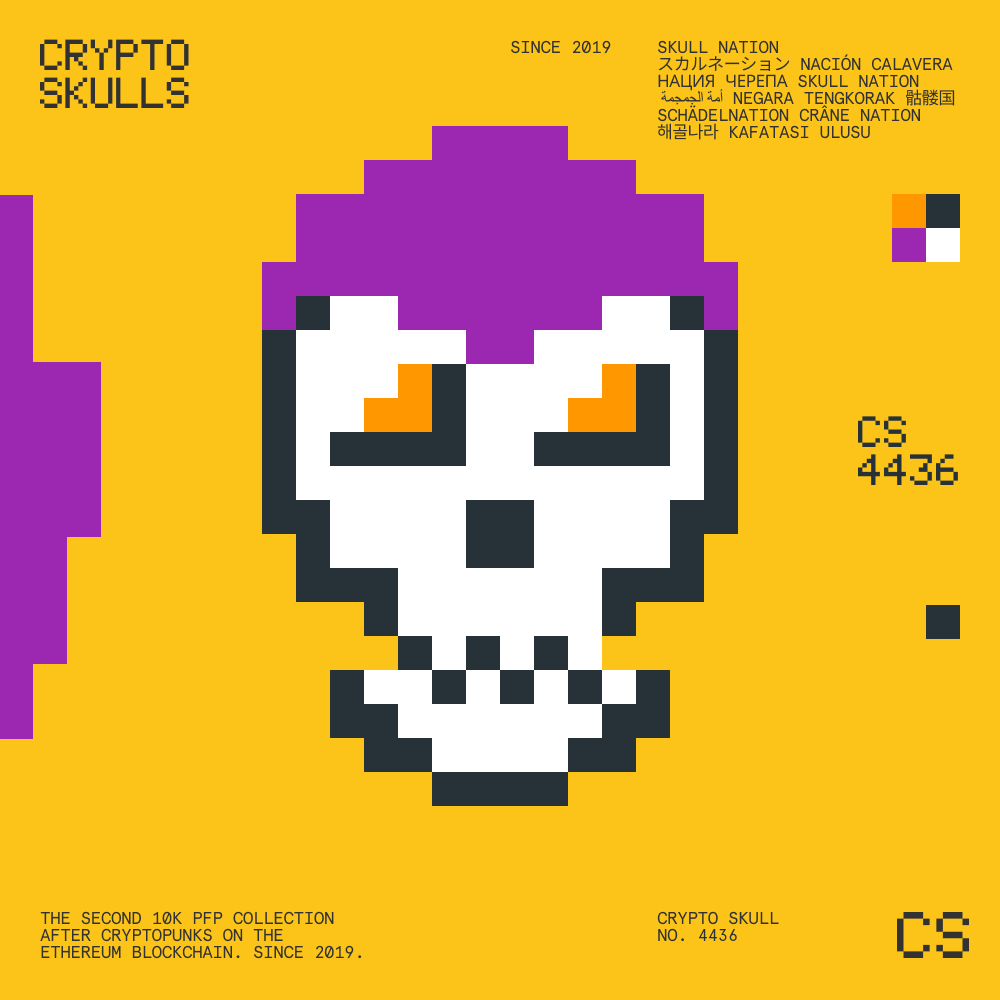 CRYPTO
SKULLS
SINCE 2019
SKULL NATION
スカルネーション NACIÓN CALAVERA
НАЦИЯ ЧЕРЕПА SKULL NATION
أمة الجمجمة NEGARA TENGKORAK 骷髅国
SCHÄDELNATION CRÂNE NATION
해골나라 KAFATASI ULUSU
CS
4436
THE SECOND 10K PFP COLLECTION
AFTER CRYPTOPUNKS ON THE
ETHEREUM BLOCKCHAIN. SINCE 2019.
CRYPTO SKULL
NO. 4436
CS